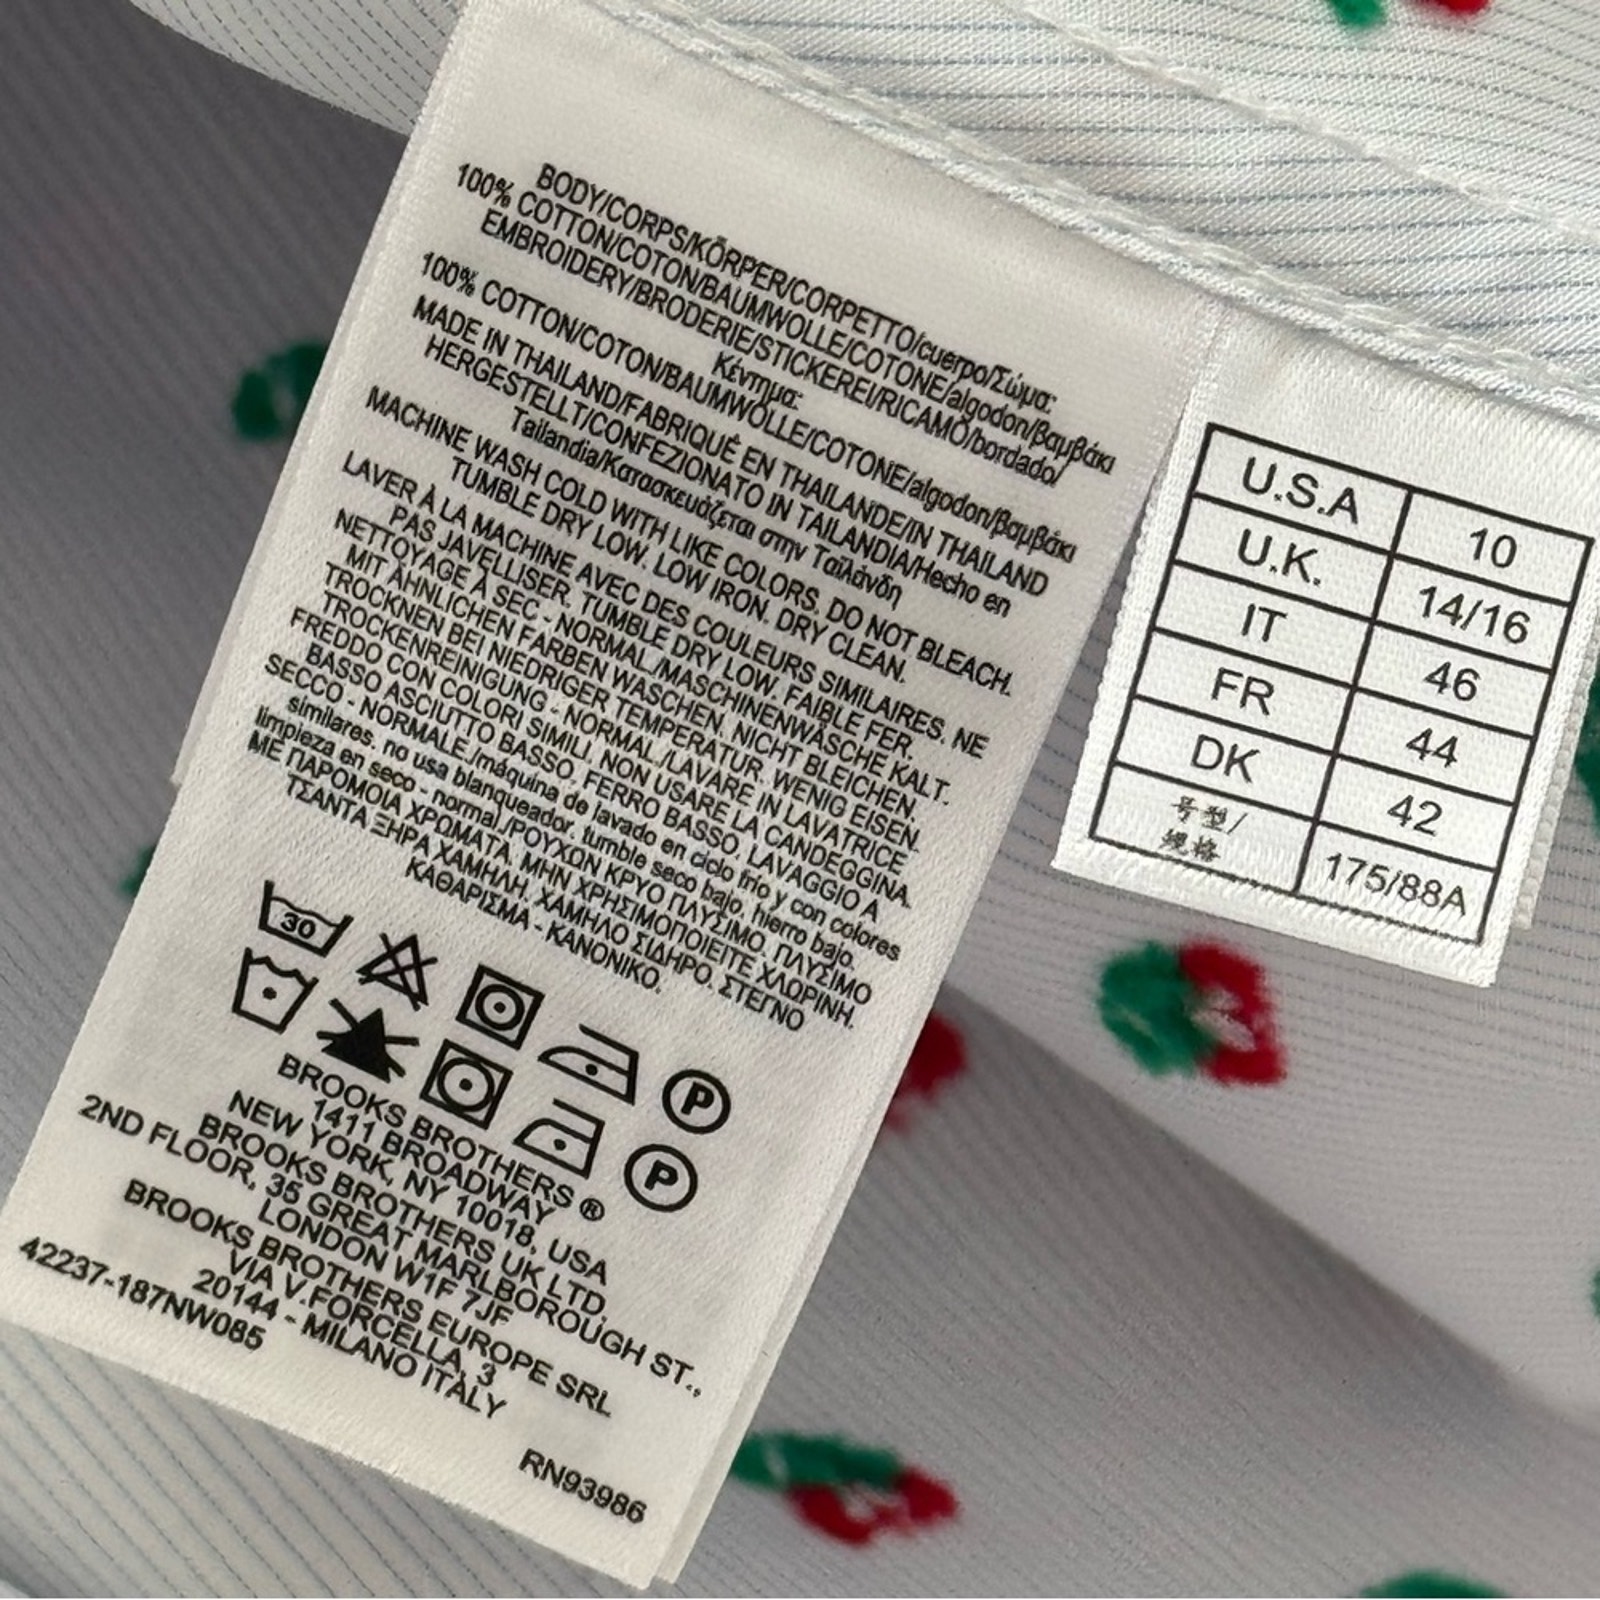 BODY/CORPS/KÖRPER/CORPETTO/cuerpo/Σώμα:
100% COTTON/COTON/BAUMWOLLE/COTONE/algodon/βαμβάκι
EMBROIDERY/BRODERIE/STICKEREI/RICAMO/bordado/
Κέντημα:
100% COTTON/COTON/BAUMWOLLE/COTONE/algodon/βαμβάκι
MADE IN THAILAND/FABRIQUÉ EN THAILANDE/IN THAILAND
HERGESTELLT/CONFEZIONATO IN TAILANDIA/Hecho en
Tailandia/Κατασκευάζεται στην Ταϊλάνδη
MACHINE WASH COLD WITH LIKE COLORS. DO NOT BLEACH.
TUMBLE DRY LOW. LOW IRON. DRY CLEAN.
LAVER À LA MACHINE AVEC DES COULEURS SIMILAIRES. NE
PAS JAVELLISER. TUMBLE DRY LOW. FAIBLE FER.
NETTOYAGE À SEC - NORMAL./MASCHINENWÄSCHE KALT.
MIT ÄHNLICHEN FARBEN WASCHEN. NICHT BLEICHEN.
TROCKNEN BEI NIEDRIGER TEMPERATUR. WENIG EISEN.
TROCKENREINIGUNG - NORMAL./LAVARE IN LAVATRICE
FREDDO CON COLORI SIMILI. NON USARE LA CANDEGGINA.
BASSO ASCIUTTO BASSO. FERRO BASSO. LAVAGGIO A
SECCO - NORMALE./máquina de lavado en ciclo frío y con colores
similares. no usa blanqueador. tumble seco bajo. hierro bajo.
limpieza en seco - normal./ΡΟΥΧΩΝ ΚΡΥΟ ΠΛΥΣΙΜΟ. ΠΛΥΣΙΜΟ
ΜΕ ΠΑΡΟΜΟΙΑ ΧΡΩΜΑΤΑ. ΜΗΝ ΧΡΗΣΙΜΟΠΟΙΕΙΤΕ ΧΛΩΡΙΝΗ.
ΤΣΑΝΤΑ ΞΗΡΑ ΧΑΜΗΛΗ. ΧΑΜΗΛΟ ΣΙΔΗΡΟ. ΣΤΕΓΝΟ
ΚΑΘΑΡΙΣΜΑ - ΚΑΝΟΝΙΚΟ.
30
P
P
BROOKS BROTHERS ®
1411 BROADWAY
NEW YORK, NY 10018, USA
BROOKS BROTHERS UK LTD,
2ND FLOOR, 35 GREAT MARLBOROUGH ST.,
LONDON W1F 7JF
BROOKS BROTHERS EUROPE SRL
VIA V.FORCELLA, 3
20144 - MILANO ITALY
42237-187NW085
RN93986
U.S.A 10
U.K. 14/16
IT 46
FR 44
DK 42
号型/规格 175/88A